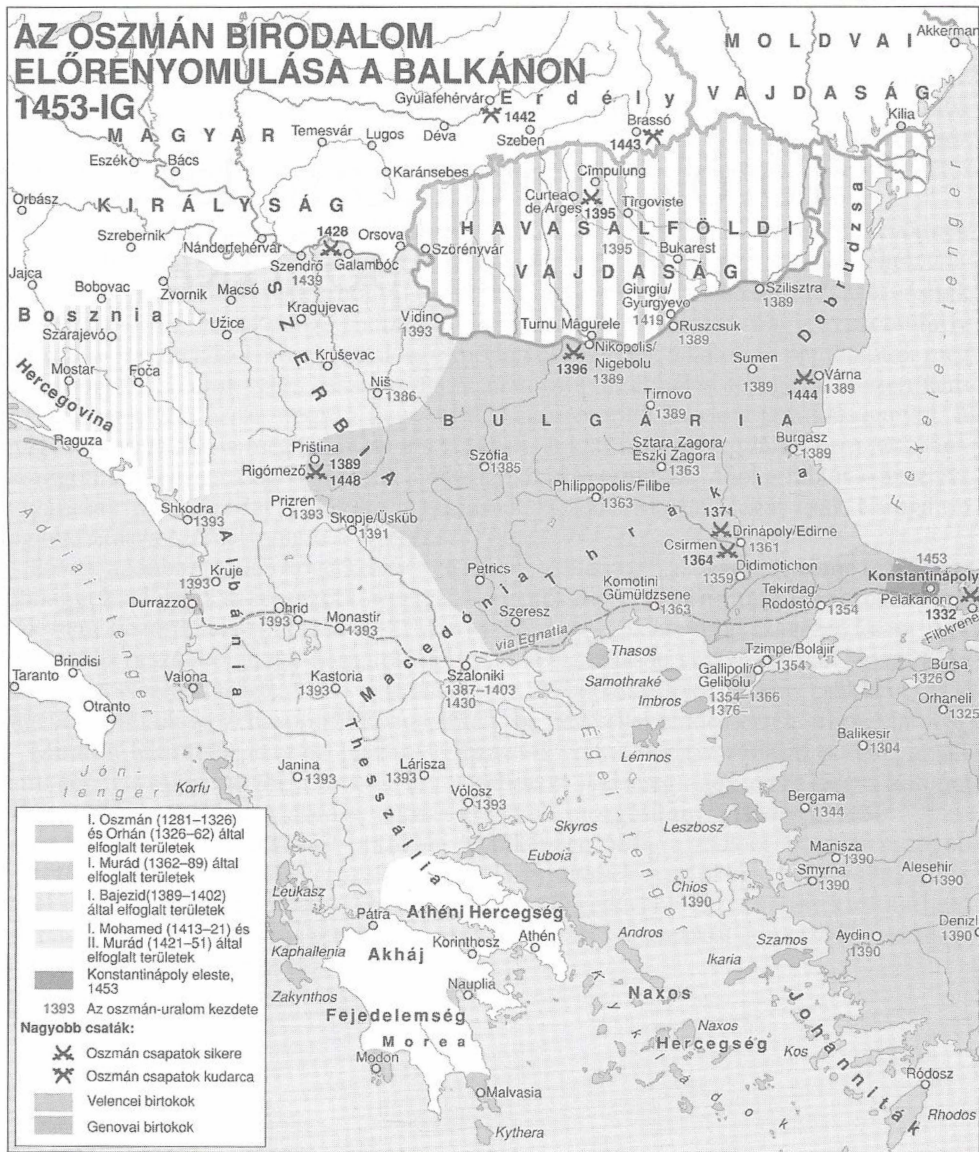 AZ OSZMÁN BIRODALOM
ELŐRENYOMULÁSA A BALKÁNON
1453-IG
MOLDVAI
VAJDASÁG
Akkerman
Kilia
Gyulafehérvár
1442
Erdély
Brassó
1443
Szeben
Déva
MAGYAR
KIRÁLYSÁG
Temesvár
Lugos
Karánsebes
Eszék
Bács
Orbász
Szrebernik
Nándorfehérvár
1428
Orsova
Szörényvár
Szendrő
1439
Galambóc
Cîmpulung
Curtea
de Arges
1395
Tîrgoviste
HAVASALFÖLDI
1395
VAJDASÁG
Bukarest
Giurgiu/
Gyurgyevo
1419
Szilisztra
1389
Dobrudzsa
Jajca
Bobovac
Zvornik
Macsó
Kragujevac
Bosznia
Szarajevó
Užice
Vidin
1393
Turnu Mâgurele
Ruszcsuk
1389
Nikopolis/
Nigebolu
1389
1396
Sumen
1389
Várna
1389
1444
Mostar
Foča
Hercegovina
Kruševac
Niš
1386
SZERBIA
Tirnovo
1389
BULGÁRIA
Raguza
Priština
1389
Rigómező
1448
Szófia
1385
Sztara Zagora/
Eszki Zagora
1363
Burgasz
1389
Philippopolis/Filibe
1363
Prizren
1393
Shkodra
1393
Skopje/Üsküb
1391
1371
Drinápoly/Edirne
1361
Csirmen
1364
Thrákia
Fekete-tenger
Adriai tenger
Albánia
Kruje
1393
Petrics
Didimotichon
1359
Komotini
Gümüldzsene
1363
Tekirdag/
Rodostó
1354
1453
Konstantinápoly
Pelakanon
1332
Filokrene
Durrazzo
Ohrid
1393
Monastir
1393
Szeresz
via Egnatia
Macedónia
Thasos
Tzimpe/Bolajir
1354
Brindisi
Taranto
Otranto
Valona
Kastoria
1393
Szaloniki
1387–1403
1430
Samothraké
Imbros
Gallipoli/
Gelibolu
1354–1366
1376–
Bursa
1326
Orhaneli
1325
Lémnos
Balikesir
1304
Égei-tenger
Jón-
tenger
Korfu
Janina
1393
Lárisza
1393
Thesszália
Vólosz
1393
Bergama
1344
Skyros
Leszbosz
Euboia
Manisza
1390
Smyrna
1390
Alesehir
1390
Chios
1390
Leukasz
Pátra
Athéni Hercegség
Kaphallenia
Akháj
Korinthosz
Athén
Andros
Szamos
Aydin
1390
Denizl
1390
Ikaria
Zakynthos
Nauplia
Fejedelemség
Morea
Naxos
Hercegség
Naxos
Kykládok
Kos
Johanniták
Modon
Malvasia
Kythera
Ródosz
Rhodos
I. Oszmán (1281–1326)
és Orhán (1326–62) által
elfoglalt területek
I. Murád (1362–89) által
elfoglalt területek
I. Bajezid(1389–1402)
által elfoglalt területek
I. Mohamed (1413–21) és
II. Murád (1421–51) által
elfoglalt területek
Konstantinápoly eleste,
1453
1393 Az oszmán-uralom kezdete
Nagyobb csaták:
Oszmán csapatok sikere
Oszmán csapatok kudarca
Velencei birtokok
Genovai birtokok